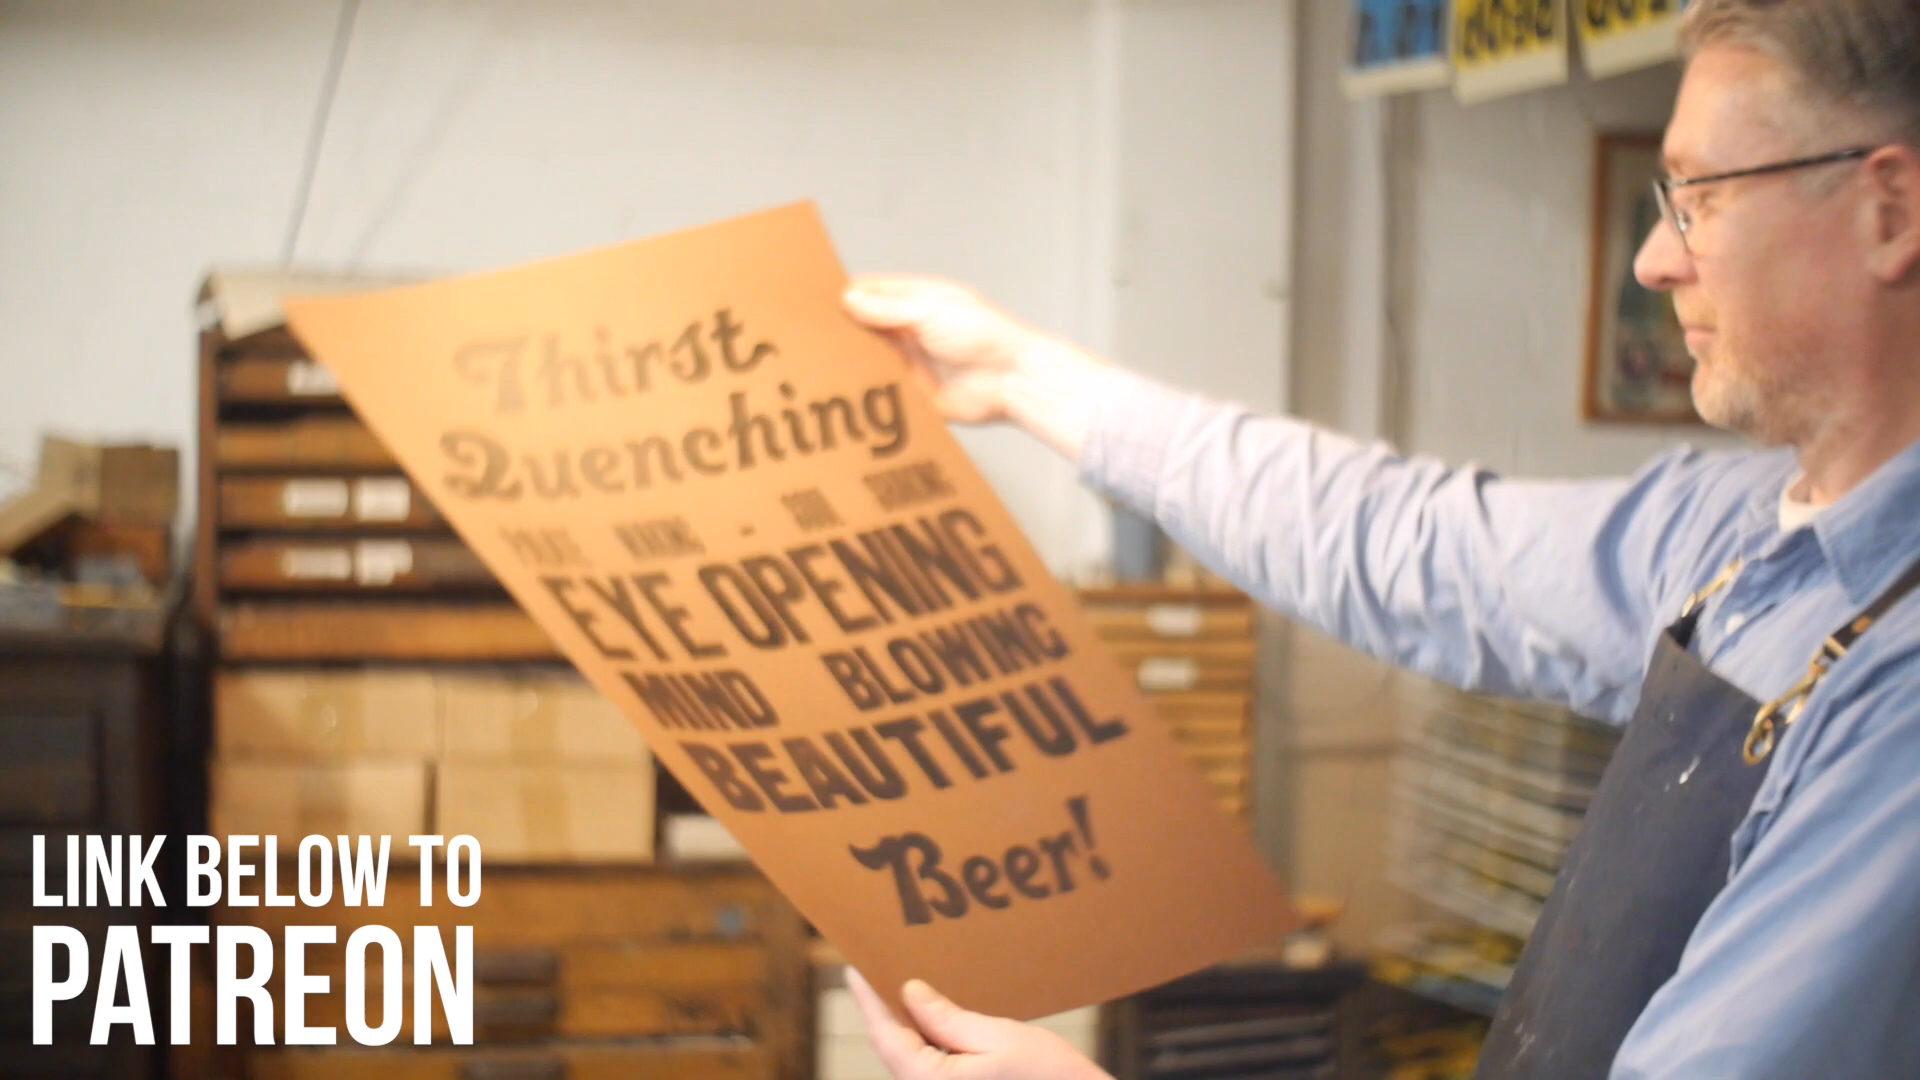 Thirst
Quenching
EYE OPENING
MIND BLOWING
BEAUTIFUL
Beer!
LINK BELOW TO
PATREON